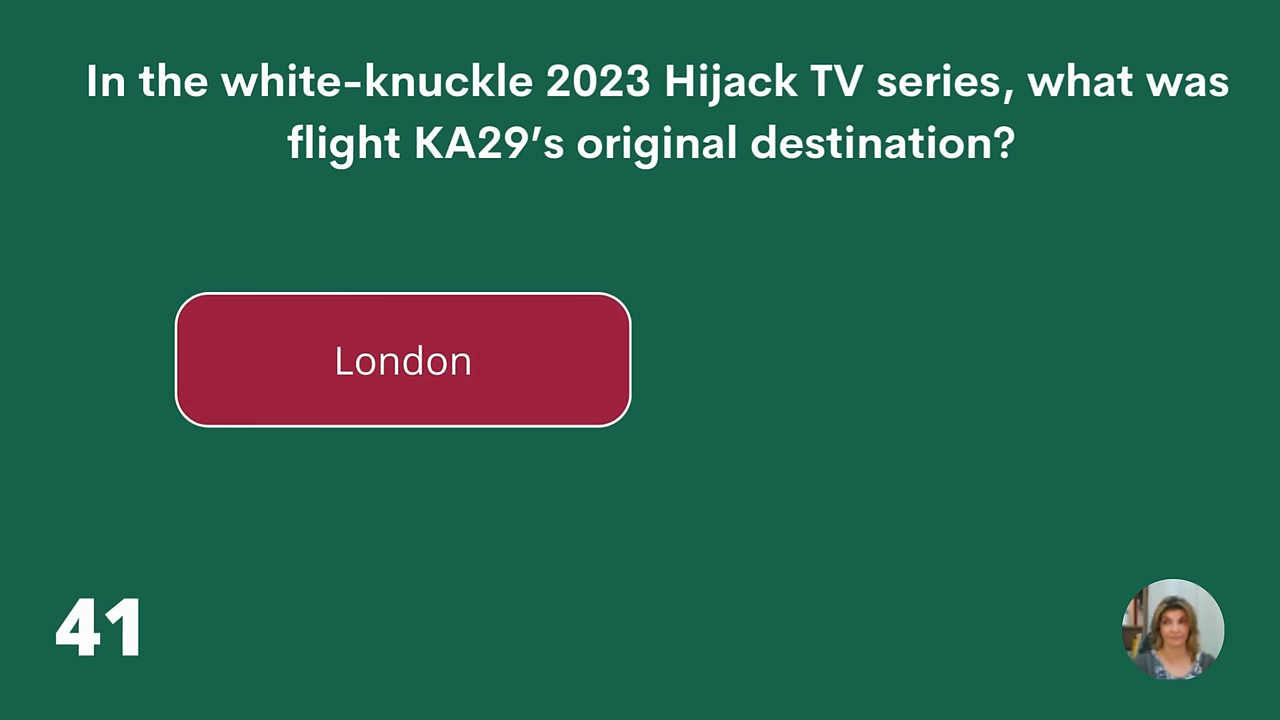 In the white-knuckle 2023 Hijack TV series, what was
flight KA29’s original destination?
London
41